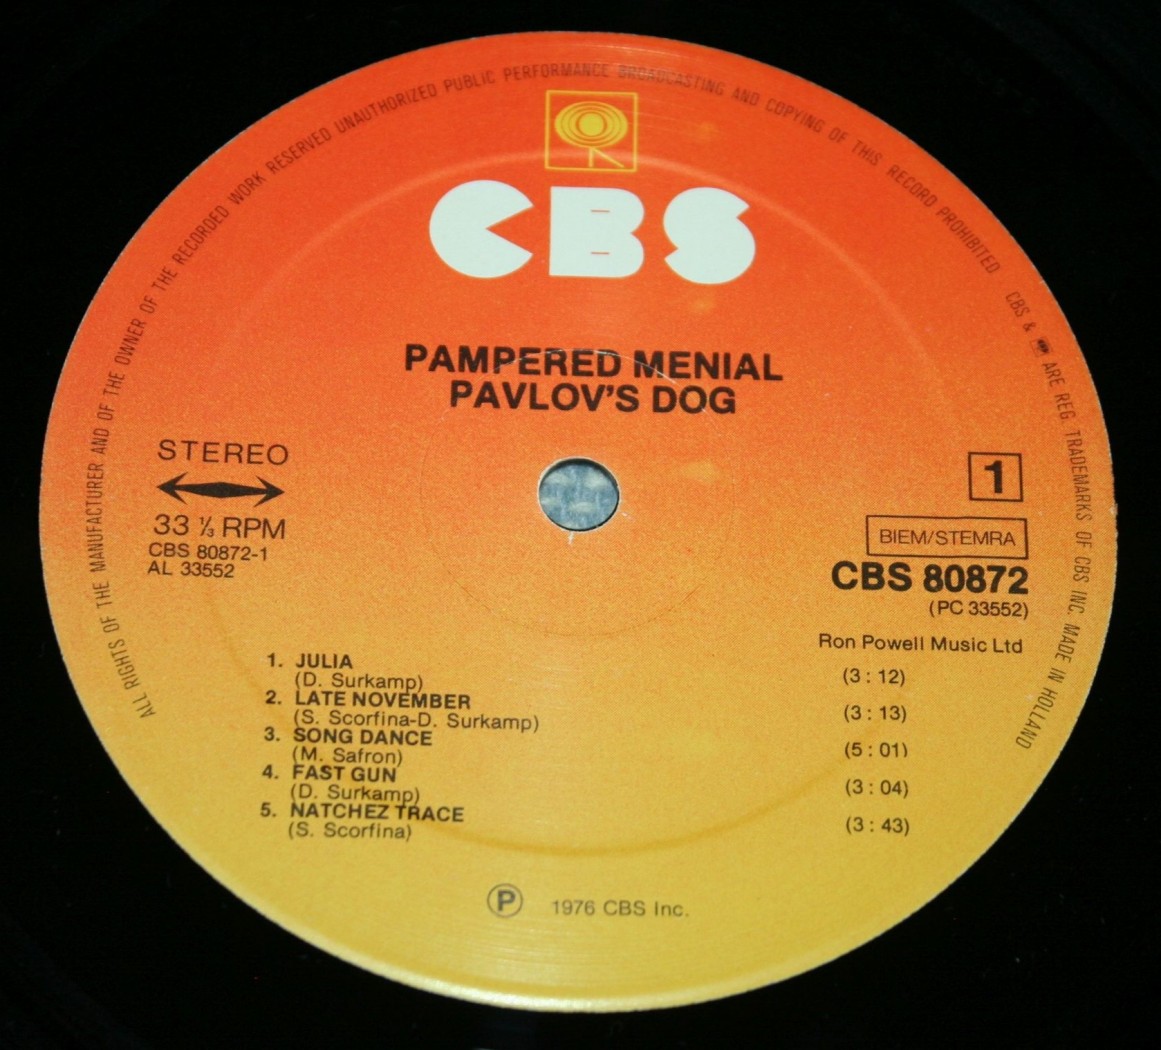 ALL RIGHTS OF THE MANUFACTURER AND OF THE OWNER OF THE RECORDED WORK RESERVED UNAUTHORIZED PUBLIC PERFORMANCE BROADCASTING AND COPYING OF THIS RECORD PROHIBITED
CBS & ARE REG TRADEMARKS OF CBS INC. MADE IN HOLLAND
CBS
PAMPERED MENIAL
PAVLOV'S DOG
STEREO
33 ⅓ RPM
CBS 80872-1
AL 33552
1
BIEM/STEMRA
CBS 80872
(PC 33552)
Ron Powell Music Ltd
1. JULIA
(D. Surkamp) (3 : 12)
2. LATE NOVEMBER
(S. Scorfina-D. Surkamp) (3 : 13)
3. SONG DANCE
(M. Safron) (5 : 01)
4. FAST GUN
(D. Surkamp) (3 : 04)
5. NATCHEZ TRACE
(S. Scorfina) (3 : 43)
Ⓟ 1976 CBS Inc.